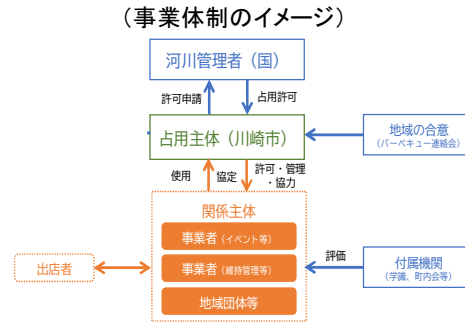 （事業体制のイメージ）
河川管理者（国）
許可申請
占用許可
占用主体（川崎市）
地域の合意
（バーベキュー連絡会）
使用
協定
許可・管理
・協力
関係主体
事業者（イベント等）
出店者
事業者（維持管理等）
評価
付属機関
（学識、町内会等）
地域団体等